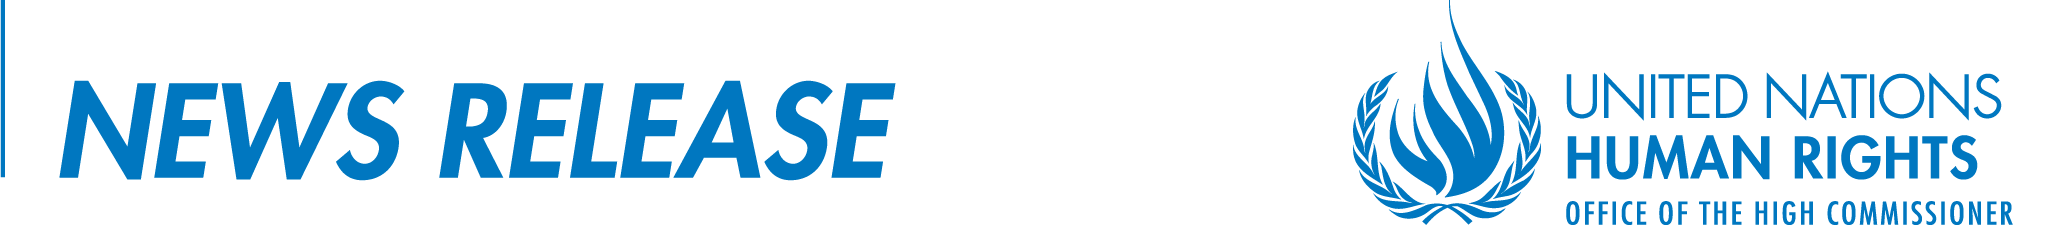 NEWS RELEASE
UNITED NATIONS
HUMAN RIGHTS
OFFICE OF THE HIGH COMMISSIONER